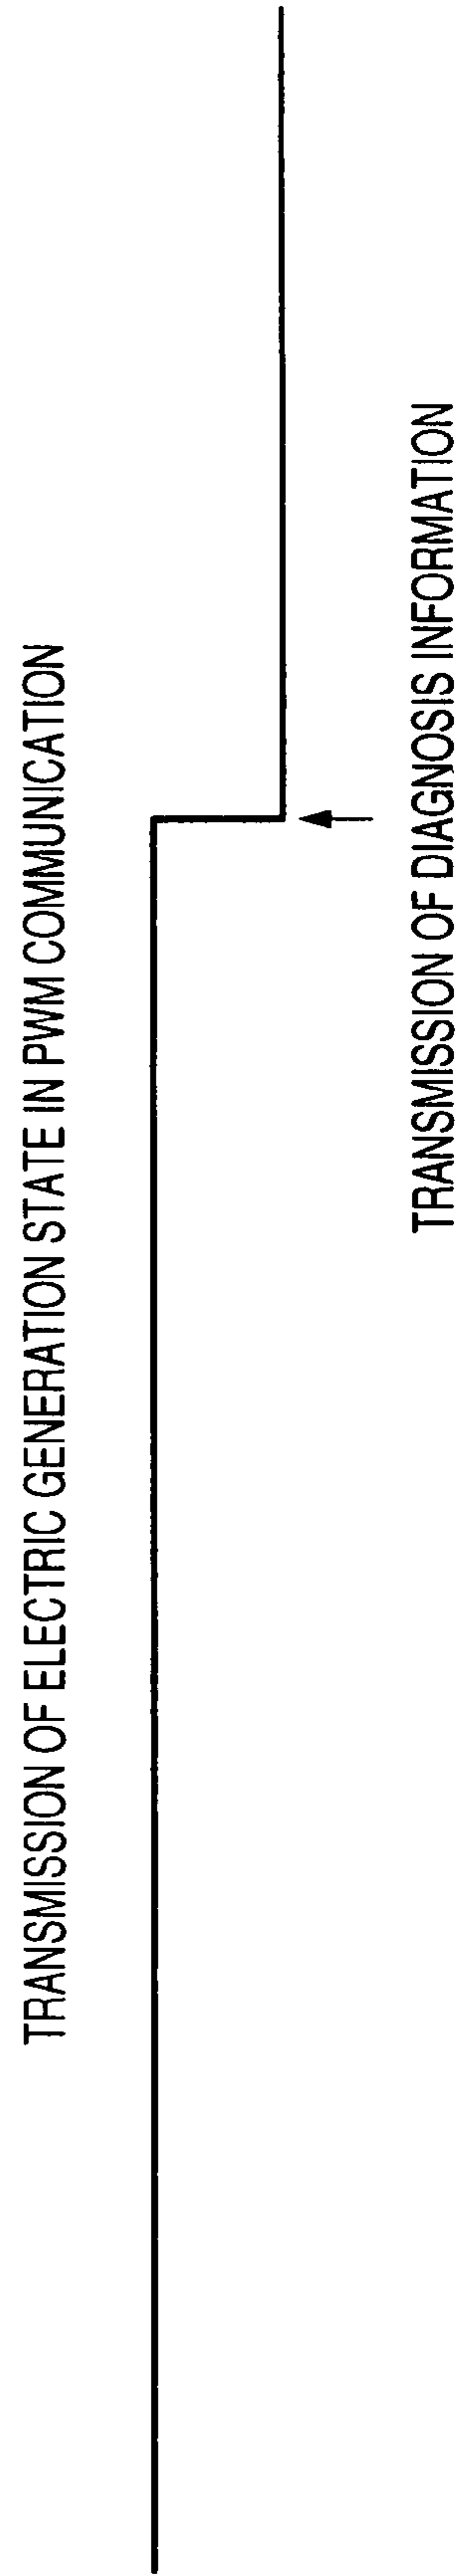 TRANSMISSION OF ELECTRIC GENERATION STATE IN PWM COMMUNICATION
TRANSMISSION OF DIAGNOSIS INFORMATION